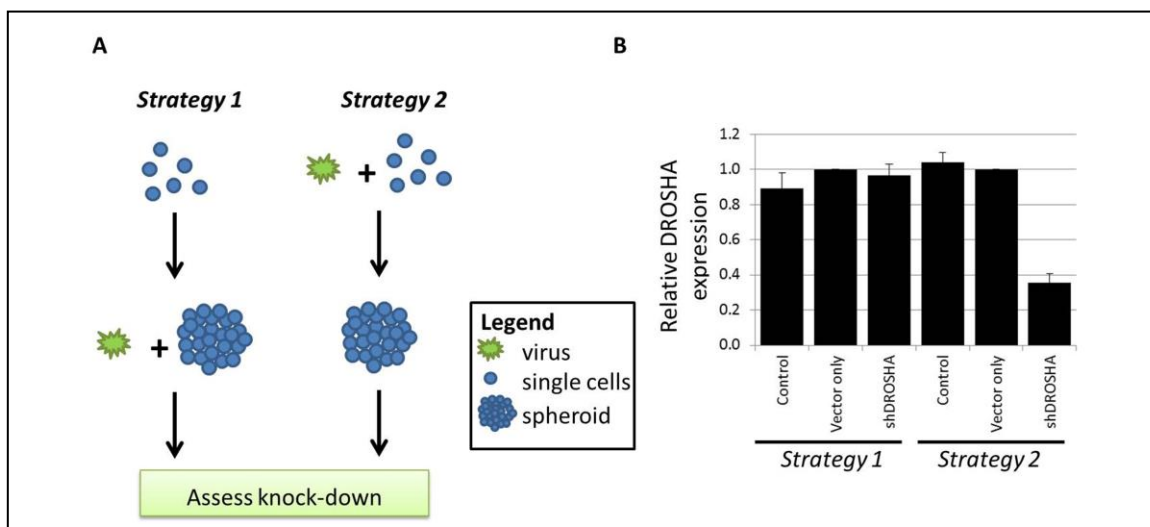 A
Strategy 1
Strategy 2
+
+
Legend
virus
single cells
spheroid
Assess knock-down
B
Relative DROSHA
expression
1.2
1.0
0.8
0.6
0.4
0.2
0.0
Control
Vector only
shDROSHA
Control
Vector only
shDROSHA
Strategy 1
Strategy 2